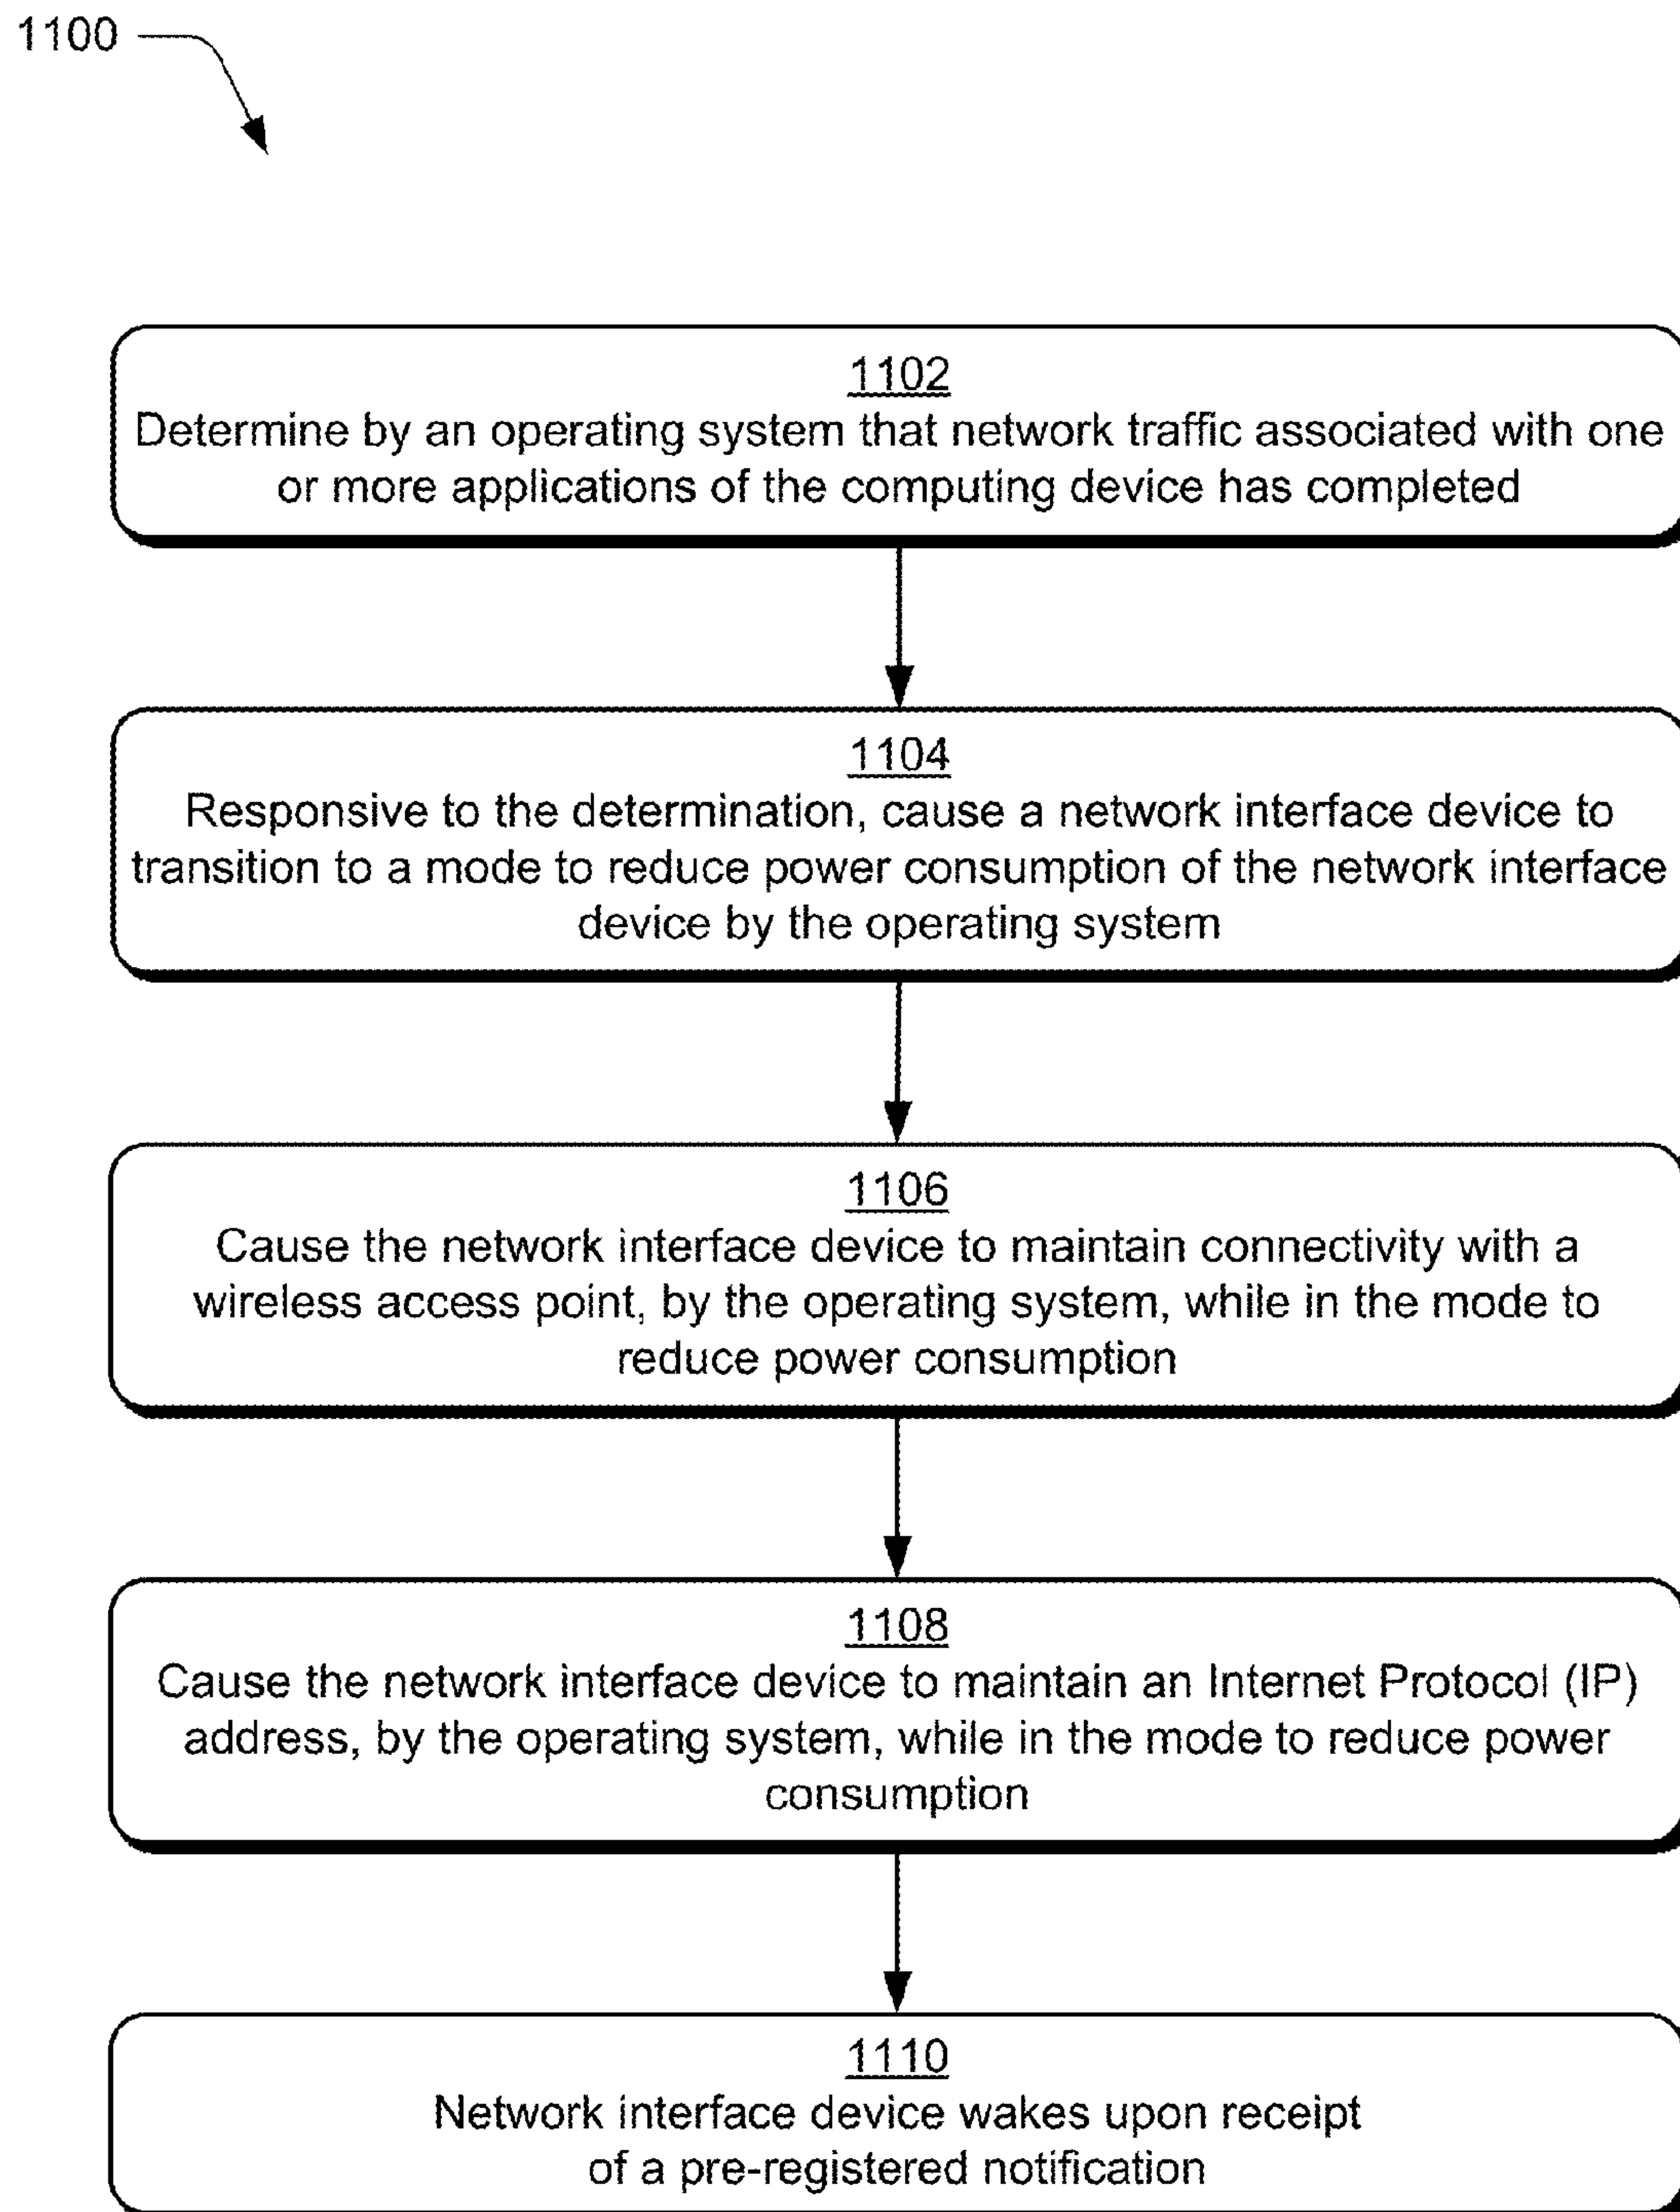 1100
1102
Determine by an operating system that network traffic associated with one
or more applications of the computing device has completed
1104
Responsive to the determination, cause a network interface device to
transition to a mode to reduce power consumption of the network interface
device by the operating system
1106
Cause the network interface device to maintain connectivity with a
wireless access point, by the operating system, while in the mode to
reduce power consumption
1108
Cause the network interface device to maintain an Internet Protocol (IP)
address, by the operating system, while in the mode to reduce power
consumption
1110
Network interface device wakes upon receipt
of a pre-registered notification